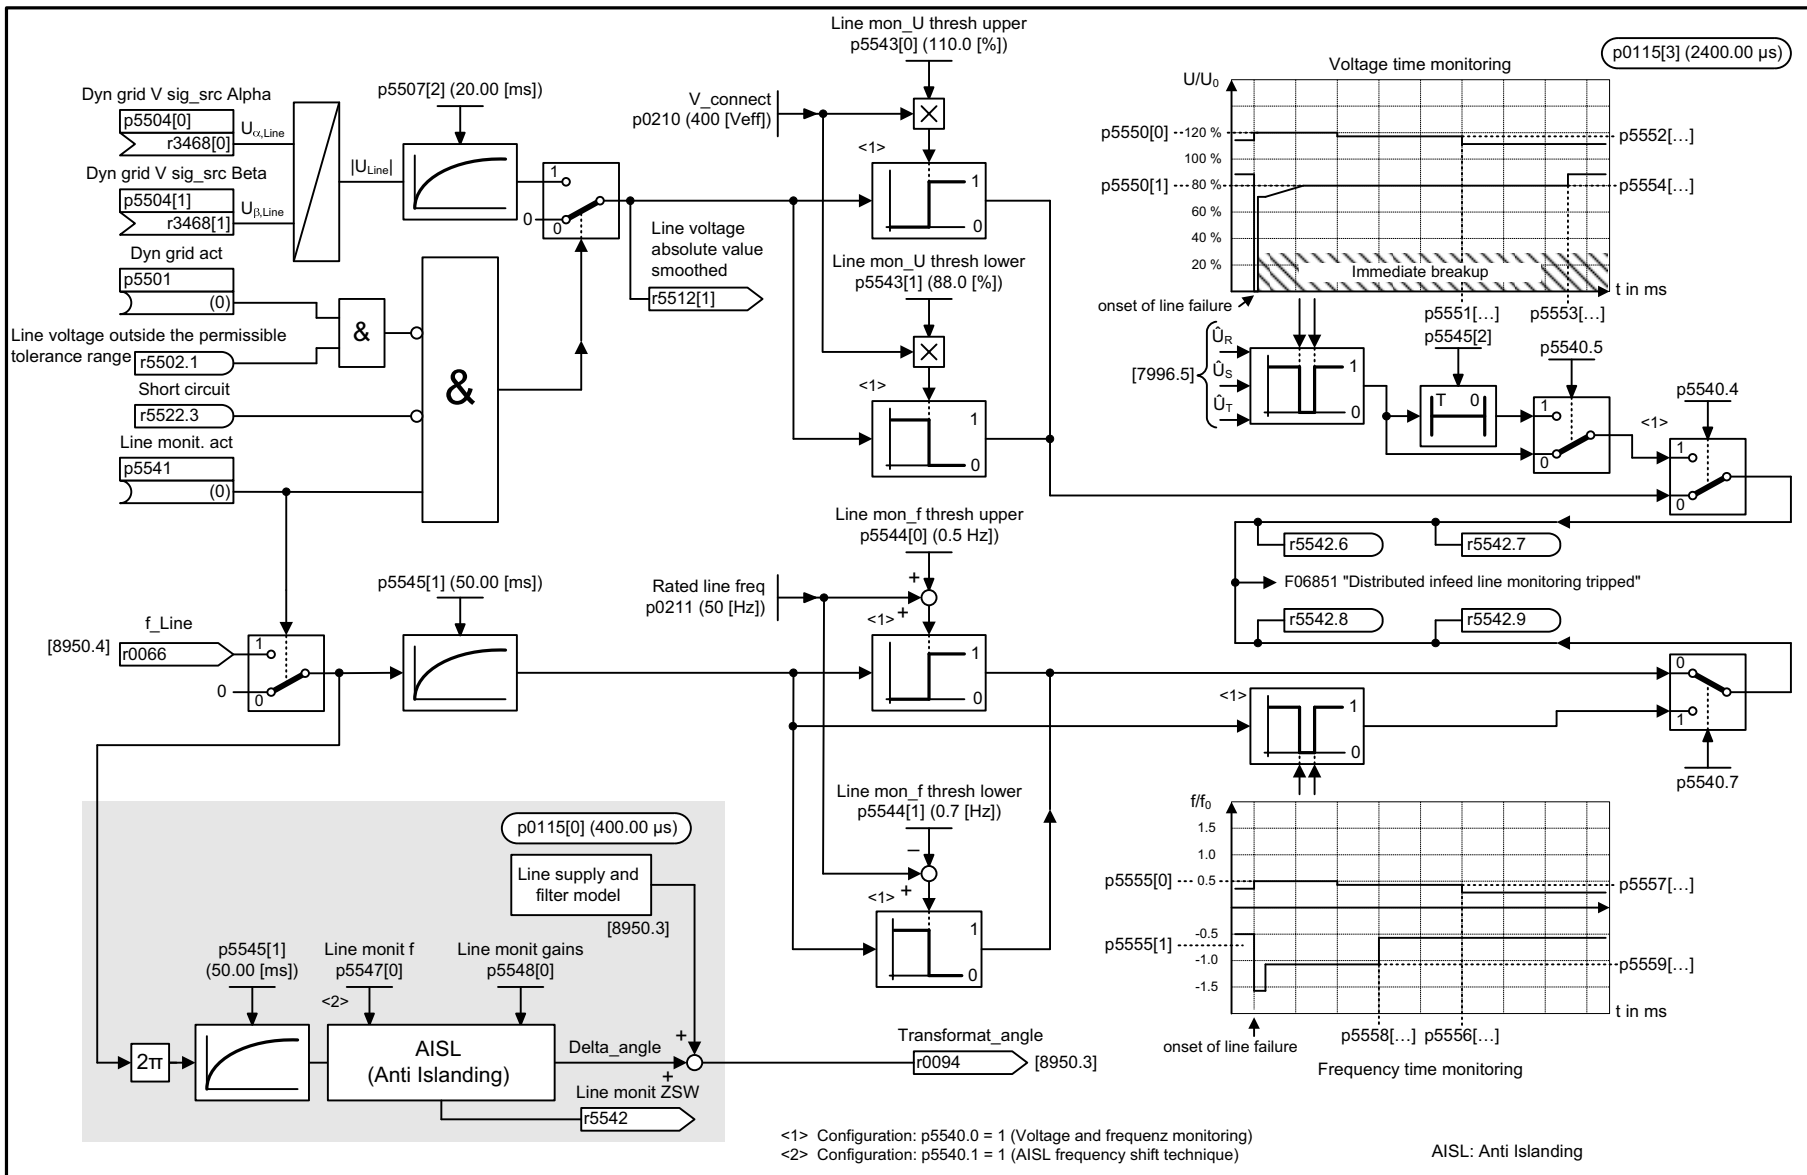 Line mon_U thresh upper
p5543[0] (110.0 [%])
p0115[3] (2400.00 µs)
Dyn grid V sig_src Alpha
p5504[0]
r3468[0]
Uα,Line
Dyn grid V sig_src Beta
p5504[1]
r3468[1]
Uβ,Line
|ULine|
p5507[2] (20.00 [ms])
1
0
0
V_connect
p0210 (400 [Veff])
<1>
1
0
Line voltage
absolute value
smoothed
r5512[1]
Line mon_U thresh lower
p5543[1] (88.0 [%])
<1>
1
0
Dyn grid act
p5501
(0)
&
Line voltage outside the permissible
tolerance range
r5502.1
Short circuit
r5522.3
Line monit. act
p5541
(0)
&
Voltage time monitoring
U/U0
p5550[0]
120 %
100 %
p5550[1]
80 %
60 %
40 %
20 %
p5552[…]
p5554[…]
Immediate breakup
t in ms
onset of line failure
p5551[…]
p5553[…]
p5545[2]
p5540.5
p5540.4
[7996.5]
ÛR
ÛS
ÛT
1
0
T 0
1
0
<1>
1
0
r5542.6
r5542.7
F06851 "Distributed infeed line monitoring tripped"
r5542.8
r5542.9
Line mon_f thresh upper
p5544[0] (0.5 Hz])
Rated line freq
p0211 (50 [Hz])
+
+
<1>
1
0
f_Line
[8950.4]
r0066
0
1
0
p5545[1] (50.00 [ms])
<1>
1
0
0
1
p5540.7
Line mon_f thresh lower
p5544[1] (0.7 [Hz])
–
+
<1>
1
0
f/f0
1.5
1.0
p5555[0]
0.5
-0.5
p5555[1]
-1.0
-1.5
p5557[…]
p5559[…]
t in ms
p5558[…]
p5556[…]
onset of line failure
Frequency time monitoring
p0115[0] (400.00 µs)
Line supply and
filter model
[8950.3]
p5545[1]
(50.00 [ms])
Line monit f
p5547[0]
<2>
Line monit gains
p5548[0]
2π
AISL
(Anti Islanding)
Delta_angle
+
+
Line monit ZSW
r5542
Transformat_angle
r0094
[8950.3]
<1> Configuration: p5540.0 = 1 (Voltage and frequenz monitoring)
<2> Configuration: p5540.1 = 1 (AISL frequency shift technique)
AISL: Anti Islanding